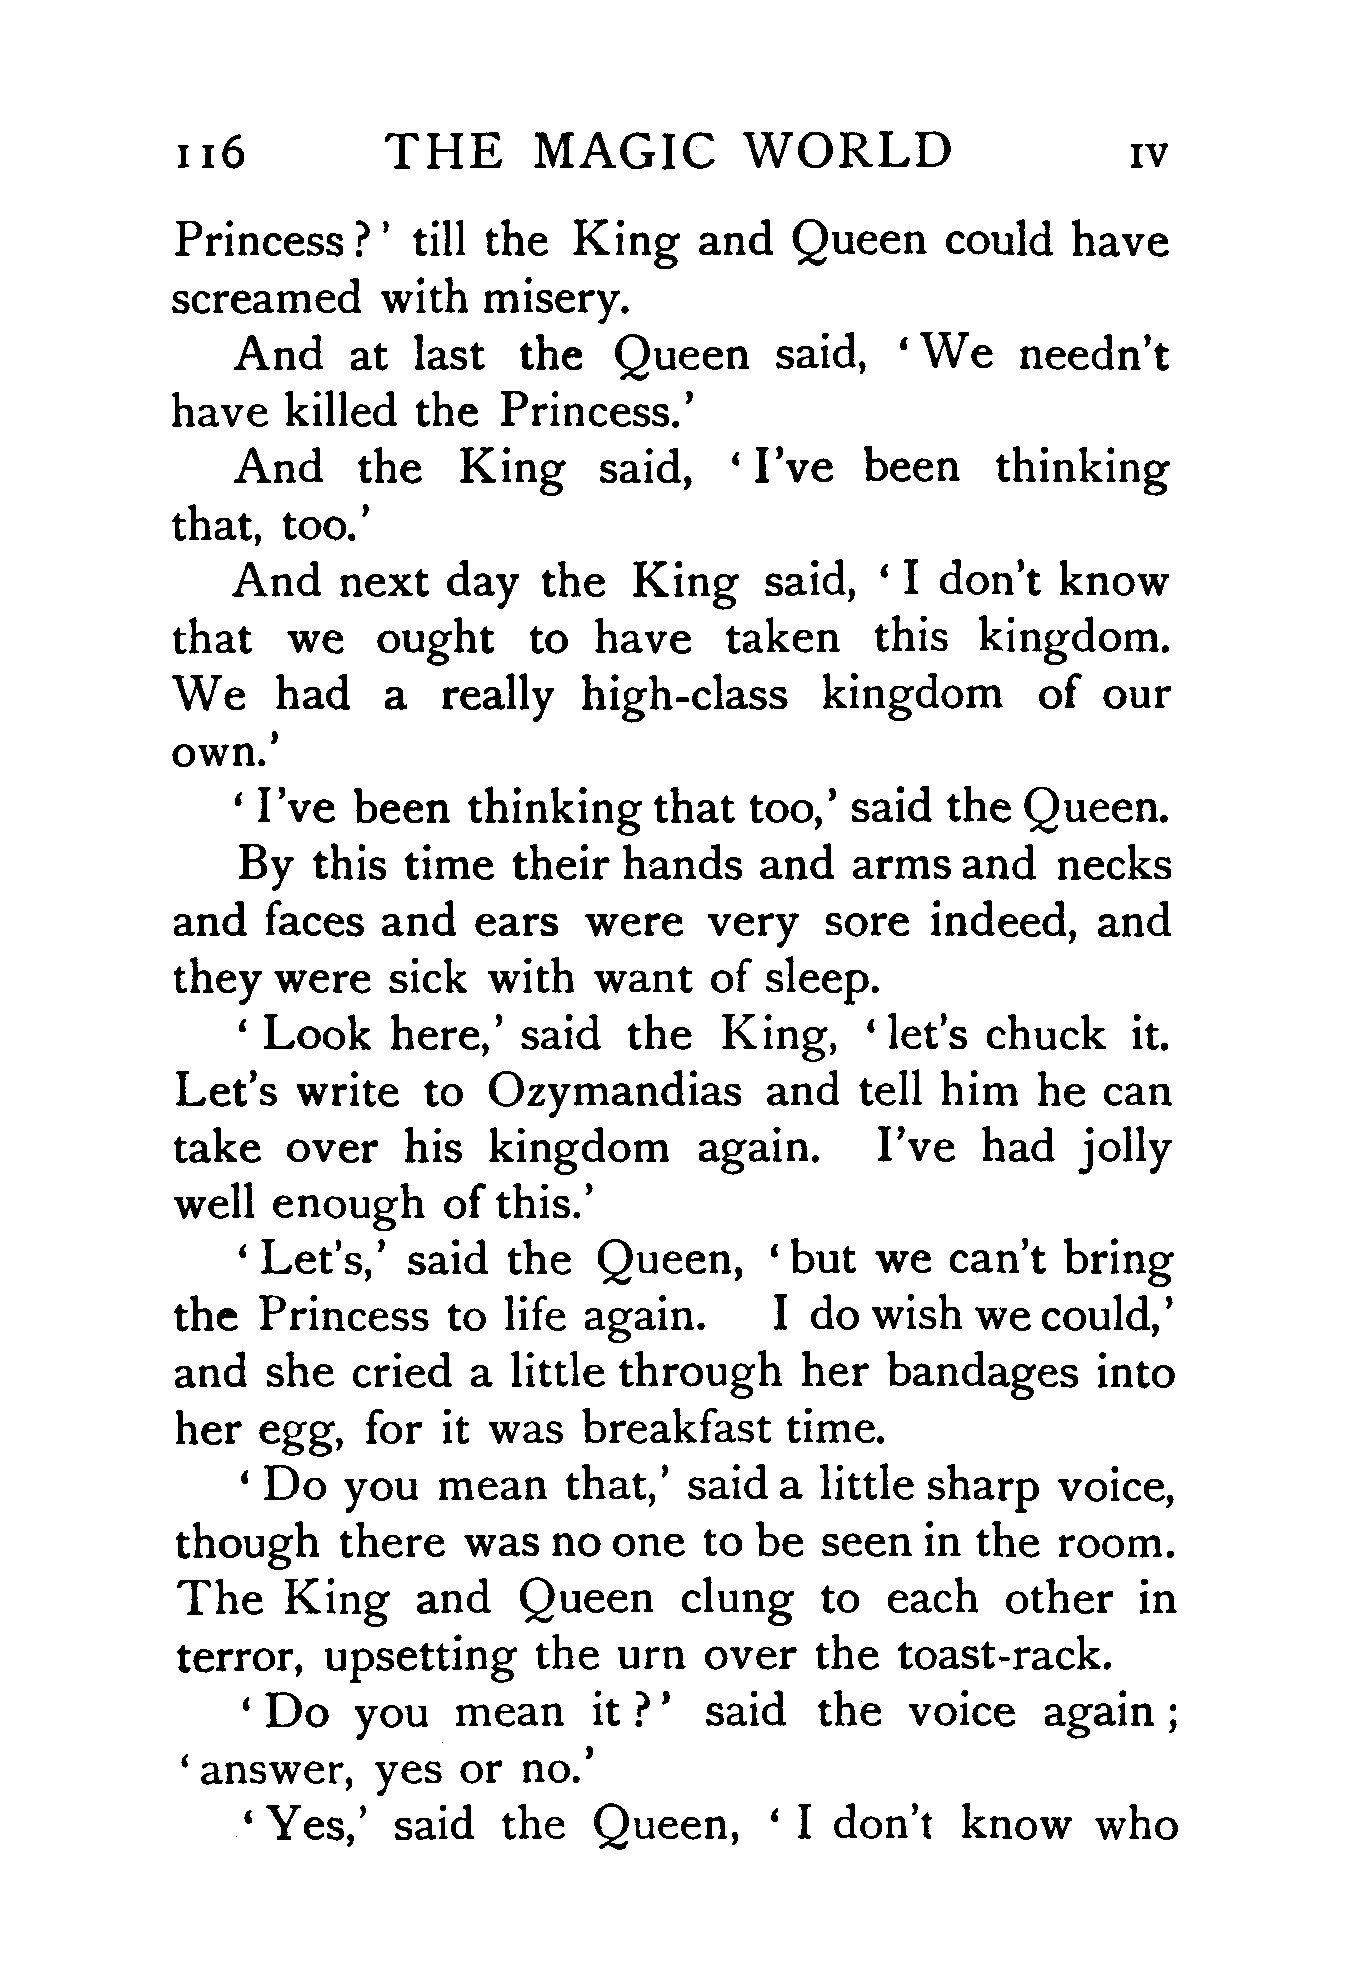 116 THE MAGIC WORLD IV
Princess?' till the King and Queen could have
screamed with misery.
And at last the Queen said, 'We needn't
have killed the Princess.'
And the King said, 'I've been thinking
that, too.'
And next day the King said, 'I don't know
that we ought to have taken this kingdom.
We had a really high-class kingdom of our
own.'
'I've been thinking that too,' said the Queen.
By this time their hands and arms and necks
and faces and ears were very sore indeed, and
they were sick with want of sleep.
'Look here,' said the King, 'let's chuck it.
Let's write to Ozymandias and tell him he can
take over his kingdom again. I've had jolly
well enough of this.'
'Let's,' said the Queen, 'but we can't bring
the Princess to life again. I do wish we could,'
and she cried a little through her bandages into
her egg, for it was breakfast time.
'Do you mean that,' said a little sharp voice,
though there was no one to be seen in the room.
The King and Queen clung to each other in
terror, upsetting the urn over the toast-rack.
'Do you mean it?' said the voice again;
'answer, yes or no.'
'Yes,' said the Queen, 'I don't know who